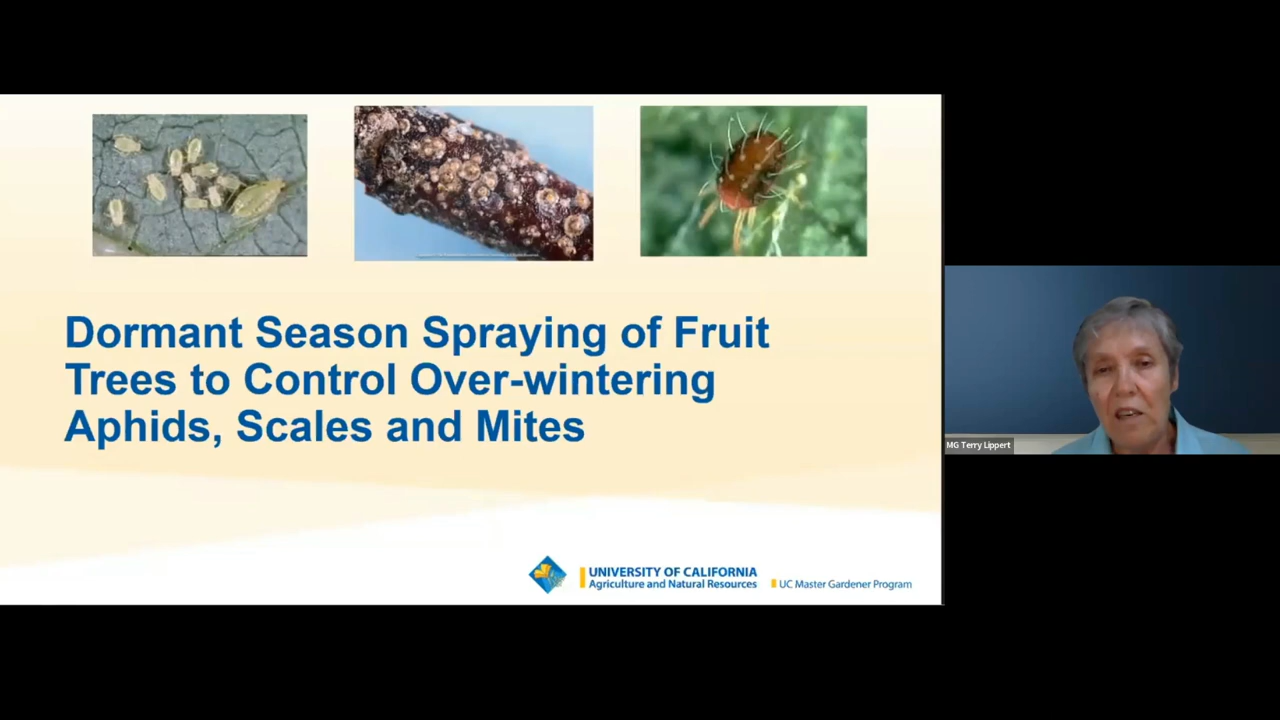 Dormant Season Spraying of Fruit
Trees to Control Over-wintering
Aphids, Scales and Mites
UNIVERSITY OF CALIFORNIA
Agriculture and Natural Resources
UC Master Gardener Program
MG Terry Lippert